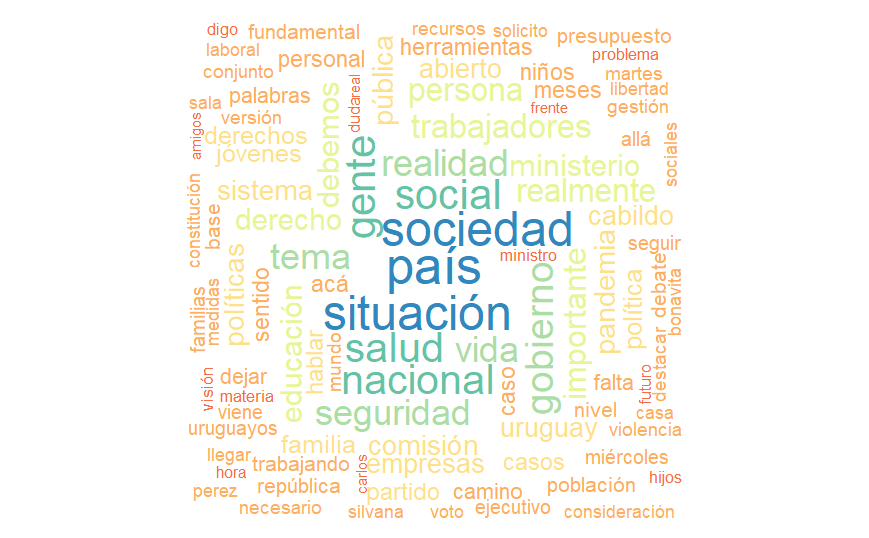 digo
fundamental
recursos
solicito
presupuesto
laboral
personal
herramientas
problema
conjunto
pública
abierto
niños
martes
sala
palabras
dudareal
persona
meses
libertad
versión
frente
gestión
amigos
derechos
debemos
trabajadores
allá
jóvenes
gente
realidad
ministerio
sociales
sistema
social
realmente
constitución
base
derecho
sociedad
cabildo
tema
país
ministro
seguir
políticas
sentido
acá
gobierno
importante
pandemia
política
debate
bonavita
familias
medidas
situación
destacar
educación
hablar
mundo
salud
vida
visión
dejar
nacional
caso
falta
futuro
materia
viene
seguridad
nivel
casa
uruguayos
uruguay
violencia
familia
comisión
llegar
trabajando
empresas
casos
miércoles
hora
carlos
hijos
perez
república
partido
camino
población
necesario
silvana
voto
ejecutivo
consideración